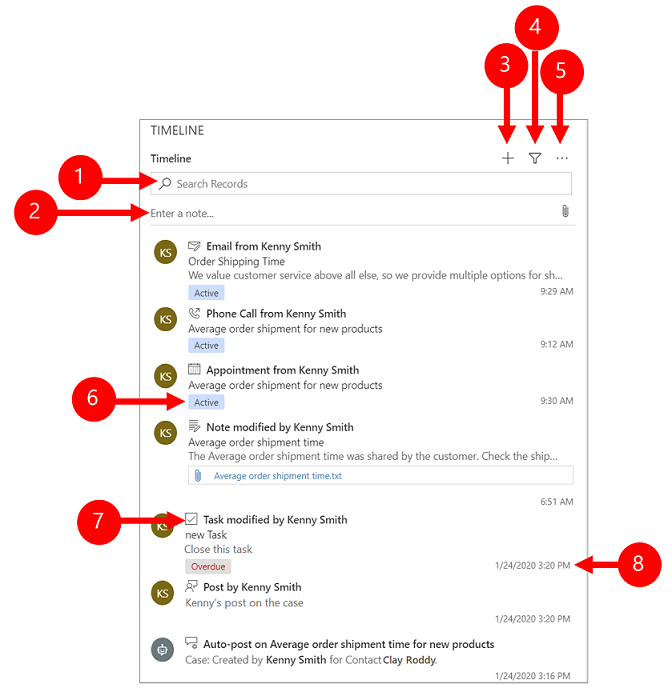 4
3
5
TIMELINE
Timeline
1
Search Records
2
Enter a note...
KS
Email from Kenny Smith
Order Shipping Time
We value customer service above all else, so we provide multiple options for sh...
Active
9:29 AM
KS
Phone Call from Kenny Smith
Average order shipment for new products
Active
9:12 AM
KS
Appointment from Kenny Smith
Average order shipment for new products
6
Active
9:30 AM
KS
Note modified by Kenny Smith
Average order shipment time
The Average order shipment time was shared by the customer. Check the ship...
Average order shipment time.txt
6:51 AM
7
KS
Task modified by Kenny Smith
new Task
Close this task
Overdue
1/24/2020 3:20 PM
8
KS
Post by Kenny Smith
Kenny's post on the case
1/24/2020 3:20 PM
Auto-post on Average order shipment time for new products
Case: Created by Kenny Smith for Contact Clay Roddy.
1/24/2020 3:16 PM